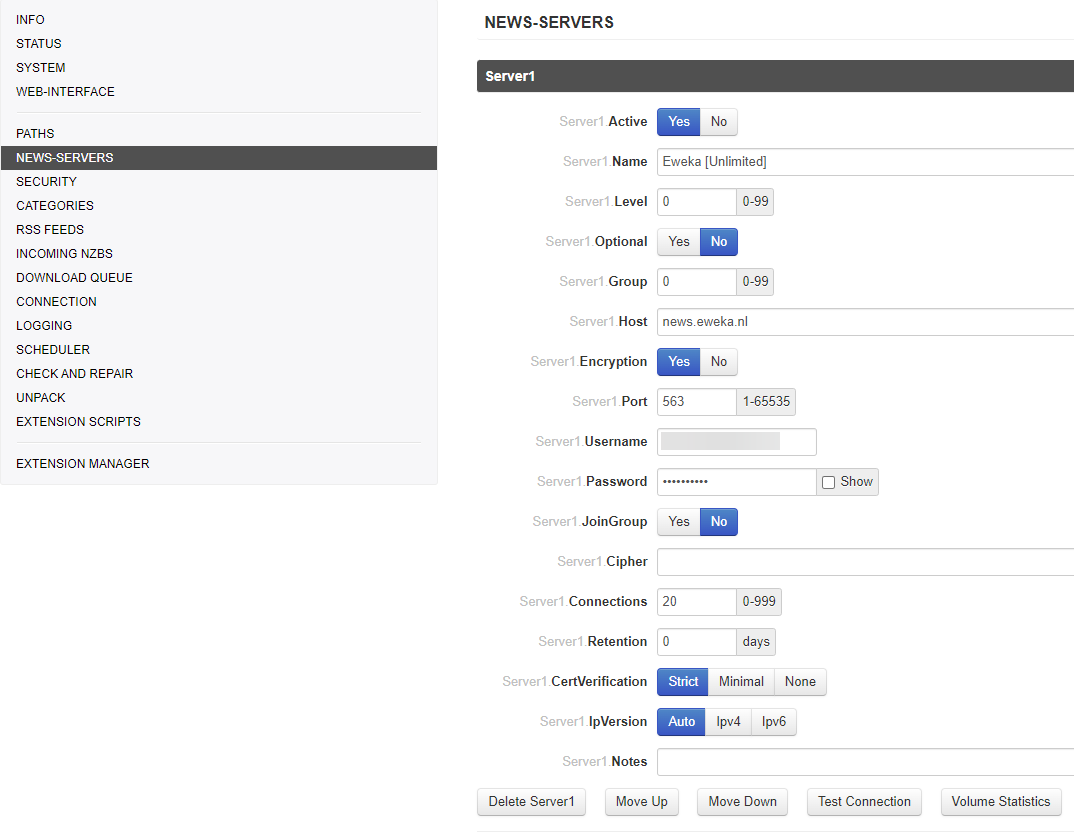 INFO
STATUS
SYSTEM
WEB-INTERFACE
PATHS
NEWS-SERVERS
SECURITY
CATEGORIES
RSS FEEDS
INCOMING NZBS
DOWNLOAD QUEUE
CONNECTION
LOGGING
SCHEDULER
CHECK AND REPAIR
UNPACK
EXTENSION SCRIPTS
EXTENSION MANAGER
NEWS-SERVERS
Server1
Server1.Active Yes No
Server1.Name Eweka [Unlimited]
Server1.Level 0 0-99
Server1.Optional Yes No
Server1.Group 0 0-99
Server1.Host news.eweka.nl
Server1.Encryption Yes No
Server1.Port 563 1-65535
Server1.Username
Server1.Password •••••••••• Show
Server1.JoinGroup Yes No
Server1.Cipher
Server1.Connections 20 0-999
Server1.Retention 0 days
Server1.CertVerification Strict Minimal None
Server1.IpVersion Auto Ipv4 Ipv6
Server1.Notes
Delete Server1 Move Up Move Down Test Connection Volume Statistics